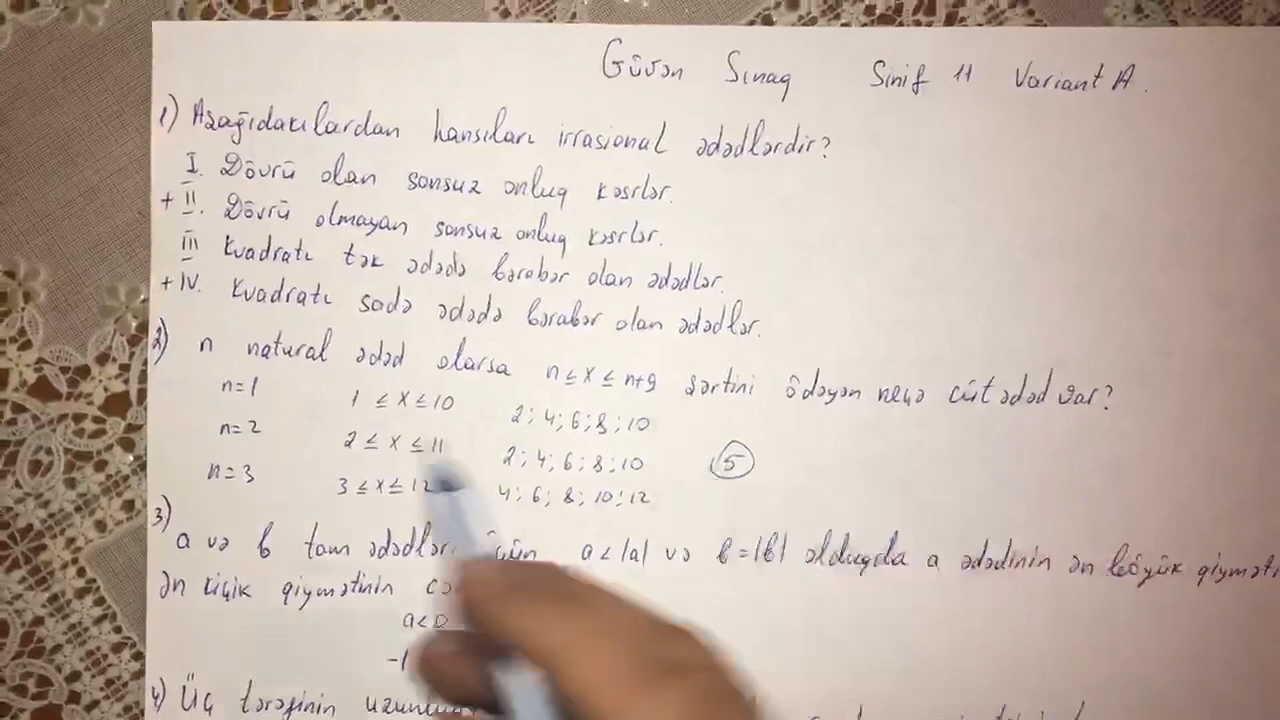 Güvən Sınaq Sinif 11 Variant A.
1) Aşağıdakılardan hansıları irrasional ədədlərdir?
I. Dövrü olan sonsuz onluq kəsrlər.
+ II. Dövrü olmayan sonsuz onluq kəsrlər.
III Kvadratı tək ədədə bərabər olan ədədlər.
+ IV. Kvadratı sadə ədədə bərabər olan ədədlər.
2) n natural ədəd olarsa n ≤ x ≤ n+9 şərtini ödəyən neçə cüt ədəd var?
n=1 1 ≤ x ≤ 10 2; 4; 6; 8; 10
n=2 2 ≤ x ≤ 11 2; 4; 6; 8; 10 5
n=3 3 ≤ x ≤ 12 4; 6; 8; 10; 12
3) a və b tam ədədləri üçün a < |a| və b = |b| olduqda a ədədinin ən böyük qiyməti
ən kiçik qiymətinin
a<0
-1
4) Üç tərəfinin